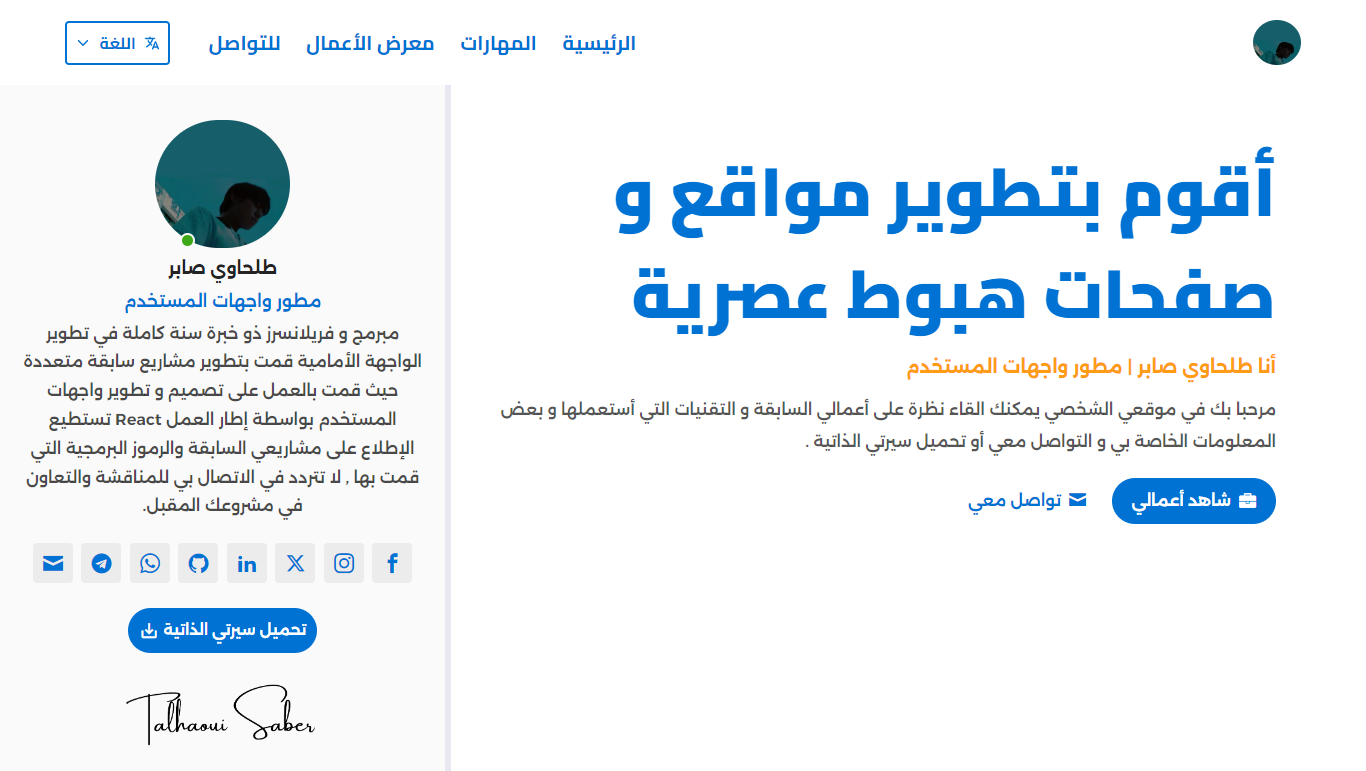 الرئيسية
المهارات
معرض الأعمال
للتواصل
اللغة
أقوم بتطوير مواقع و
صفحات هبوط عصرية
أنا طلحاوي صابر | مطور واجهات المستخدم
مرحبا بك في موقعي الشخصي يمكنك القاء نظرة على أعمالي السابقة و التقنيات التي أستعملها و بعض
المعلومات الخاصة بي و التواصل معي أو تحميل سيرتي الذاتية .
شاهد أعمالي
تواصل معي
طلحاوي صابر
مطور واجهات المستخدم
مبرمج و فريلانسرز ذو خبرة سنة كاملة في تطوير
الواجهة الأمامية قمت بتطوير مشاريع سابقة متعددة
حيث قمت بالعمل على تصميم و تطوير واجهات
المستخدم بواسطة إطار العمل React تستطيع
الإطلاع على مشاريعي السابقة والرموز البرمجية التي
قمت بها , لا تتردد في الاتصال بي للمناقشة والتعاون
في مشروعك المقبل.
تحميل سيرتي الذاتية
Talhaoui Saber